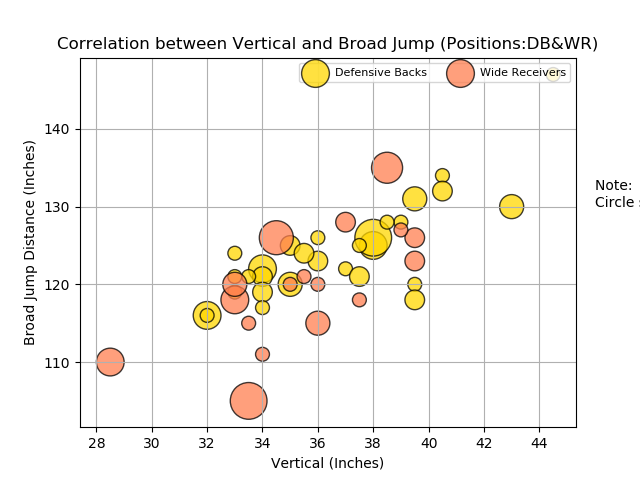 Correlation between Vertical and Broad Jump (Positions:DB&WR)
Defensive Backs
Wide Receivers
140
130
120
110
Broad Jump Distance (Inches)
Note:
Circle
28 30 32 34 36 38 40 42 44
Vertical (Inches)